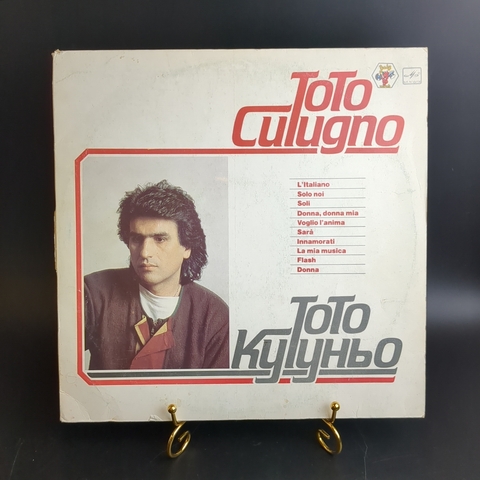 Toto
Cutugno
L'Italiano
Solo noi
Soli
Donna, donna mia
Voglio l'anima
Sarà
Innamorati
La mia musica
Flash
Donna
Тото
Кутуньо